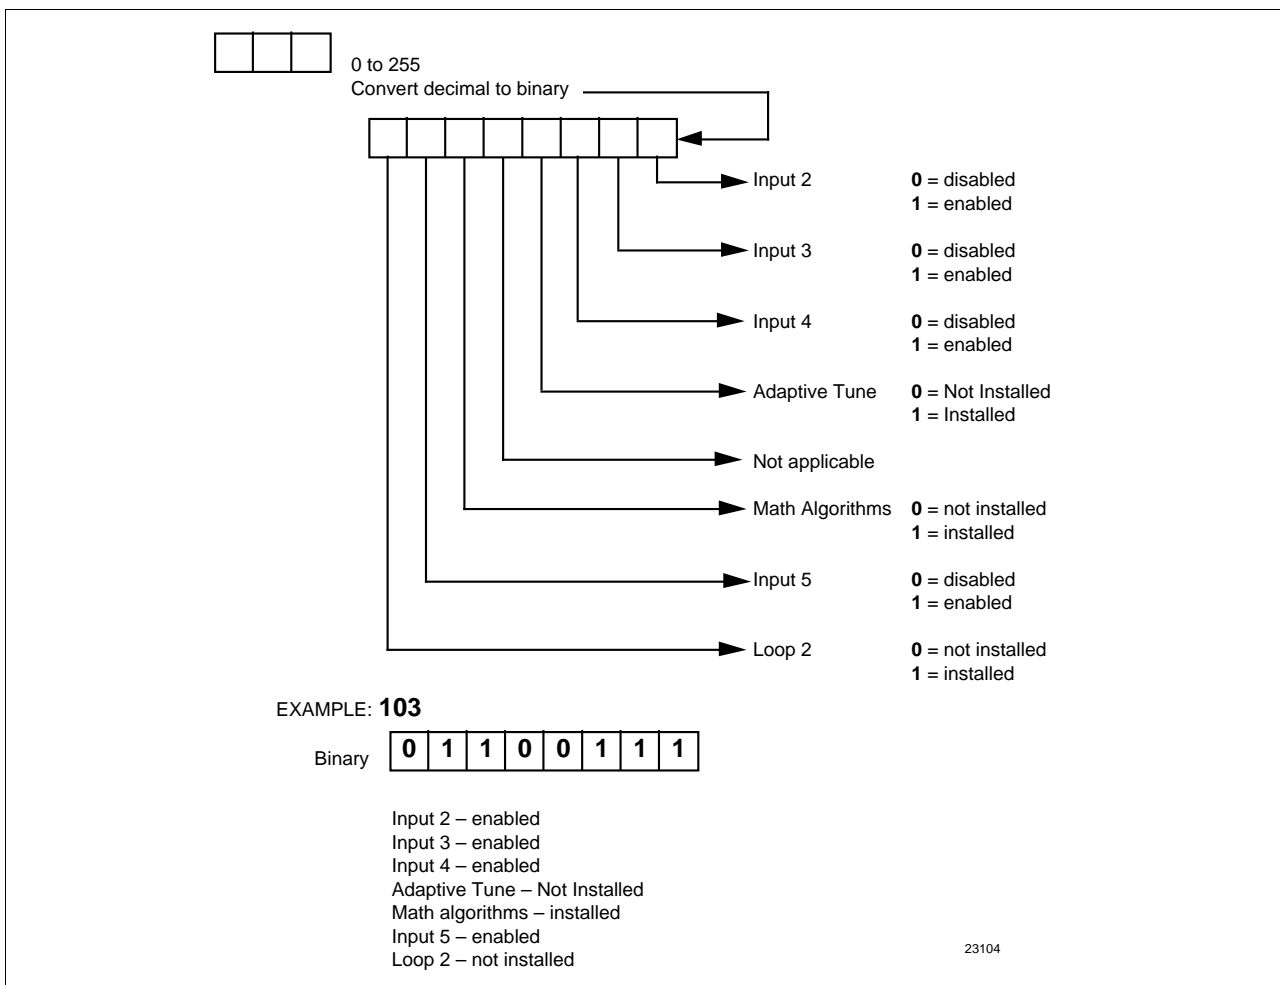 0 to 255
Convert decimal to binary
Input 2 0 = disabled
1 = enabled
Input 3 0 = disabled
1 = enabled
Input 4 0 = disabled
1 = enabled
Adaptive Tune 0 = Not Installed
1 = Installed
Not applicable
Math Algorithms 0 = not installed
1 = installed
Input 5 0 = disabled
1 = enabled
Loop 2 0 = not installed
1 = installed
EXAMPLE: 103
Binary 0 1 1 0 0 1 1 1
Input 2 – enabled
Input 3 – enabled
Input 4 – enabled
Adaptive Tune – Not Installed
Math algorithms – installed
Input 5 – enabled
Loop 2 – not installed
23104